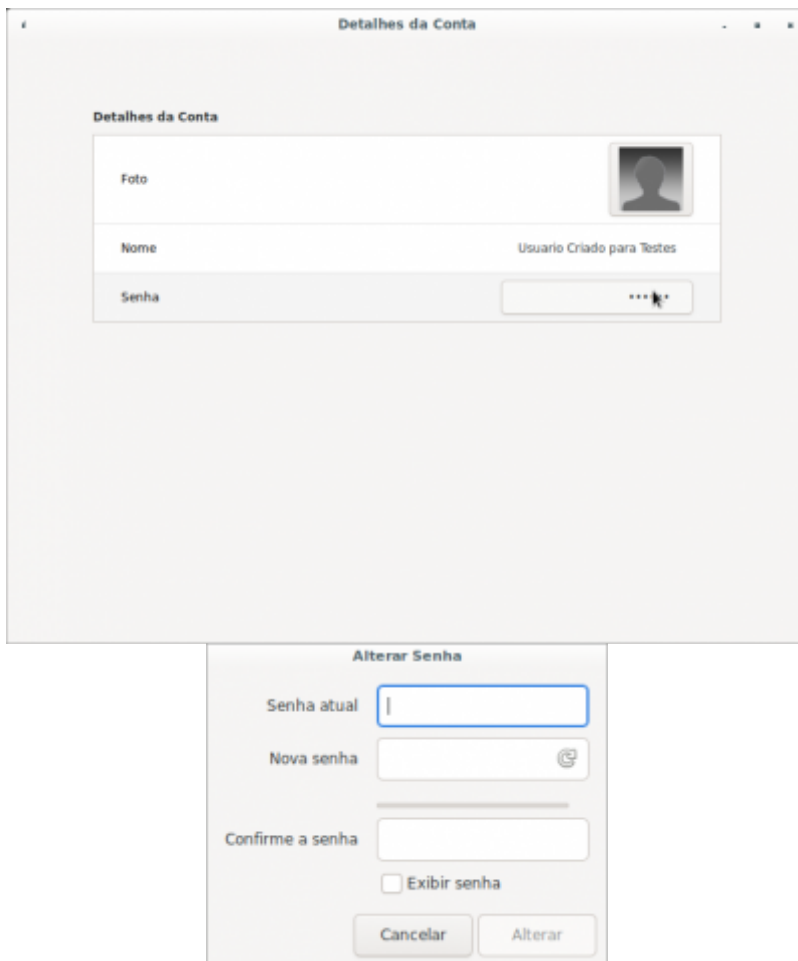 Detalhes da Conta
Detalhes da Conta
Foto
Nome Usuario Criado para Testes
Senha
Alterar Senha
Senha atual
Nova senha
Confirme a senha
Exibir senha
Cancelar Alterar